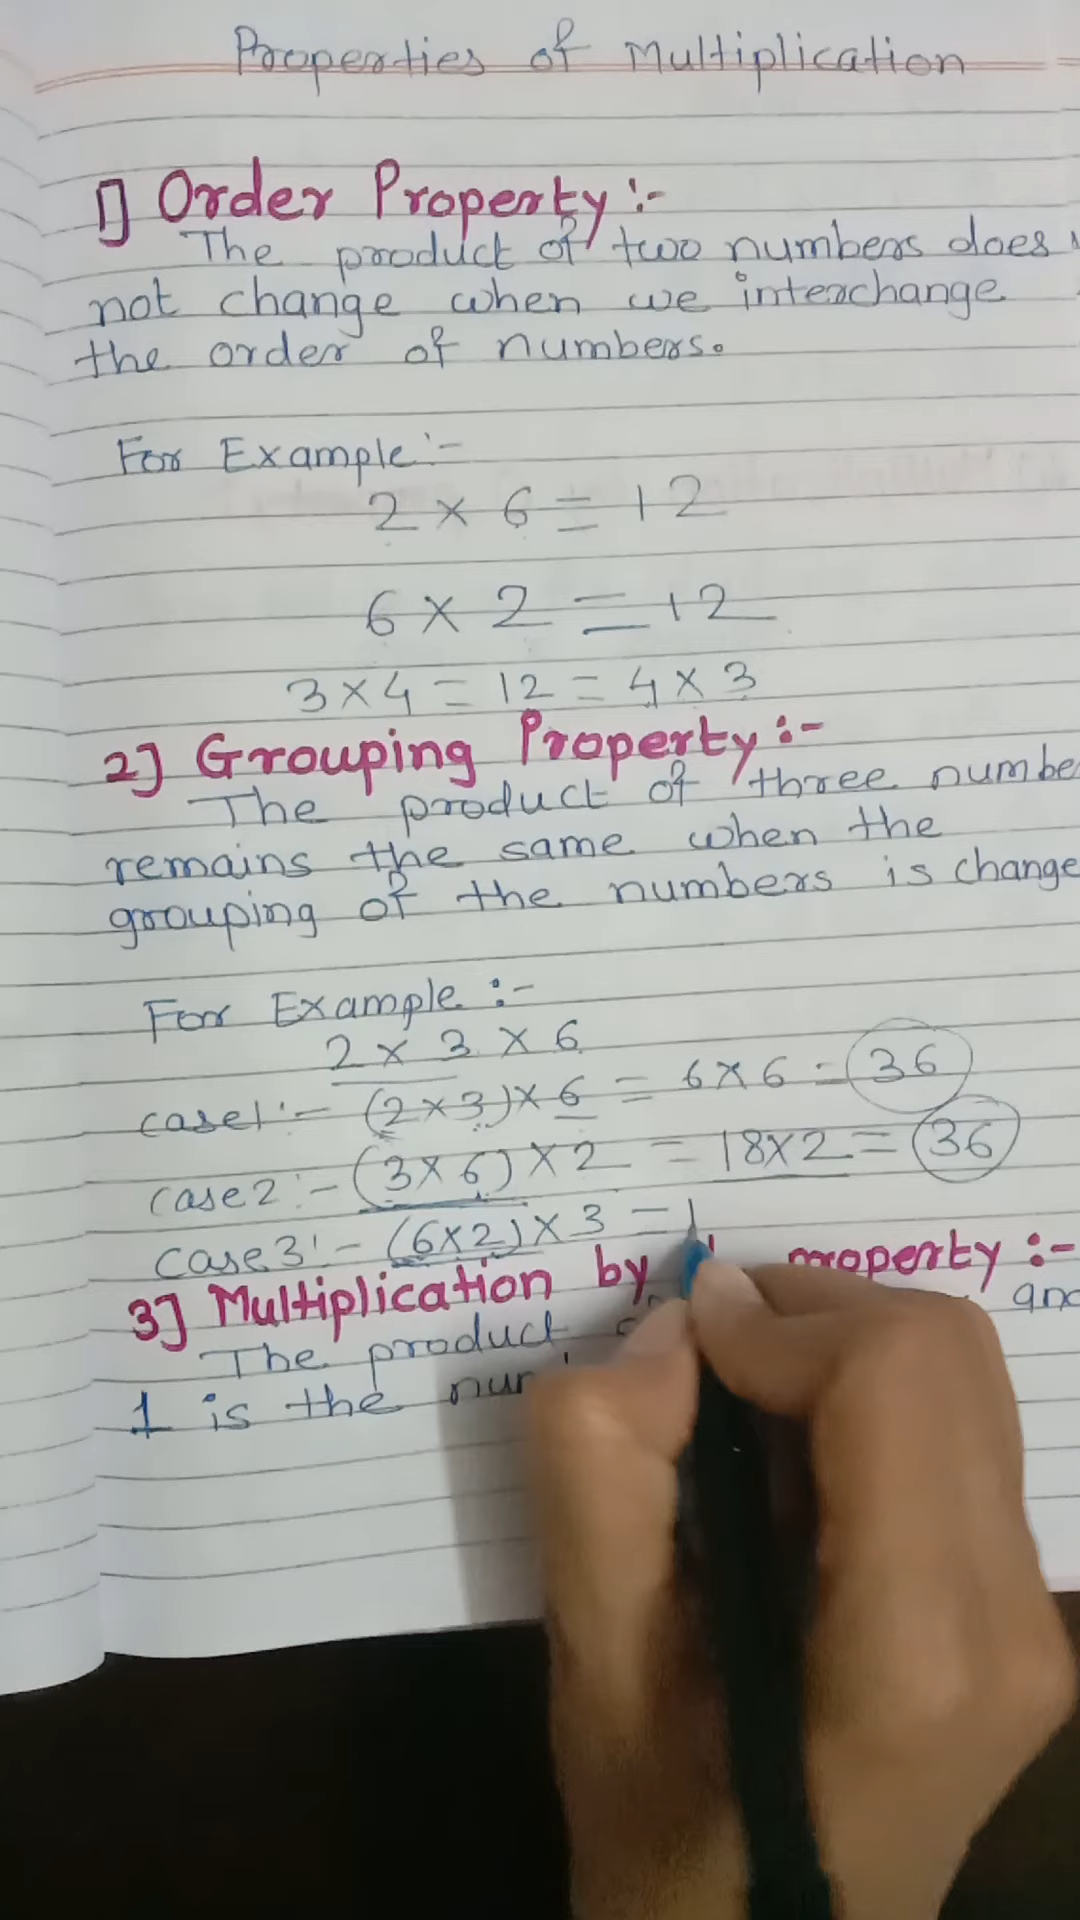 Properties of Multiplication
1] Order Property :-
The product of two numbers does
not change when we interchange
the order of numbers.
For Example :-
2 × 6 = 12
6 × 2 = 12
3 × 4 = 12 = 4 × 3
2] Grouping Property :-
The product of three numbe
remains the same when the
grouping of the numbers is change
For Example :-
2 × 3 × 6
case1 :- (2 × 3) × 6 = 6 × 6 = 36
case2 :- (3 × 6) × 2 = 18 × 2 = 36
case3 :- (6 × 2) × 3 = 1
3] Multiplication by property :-
The product and
1 is the